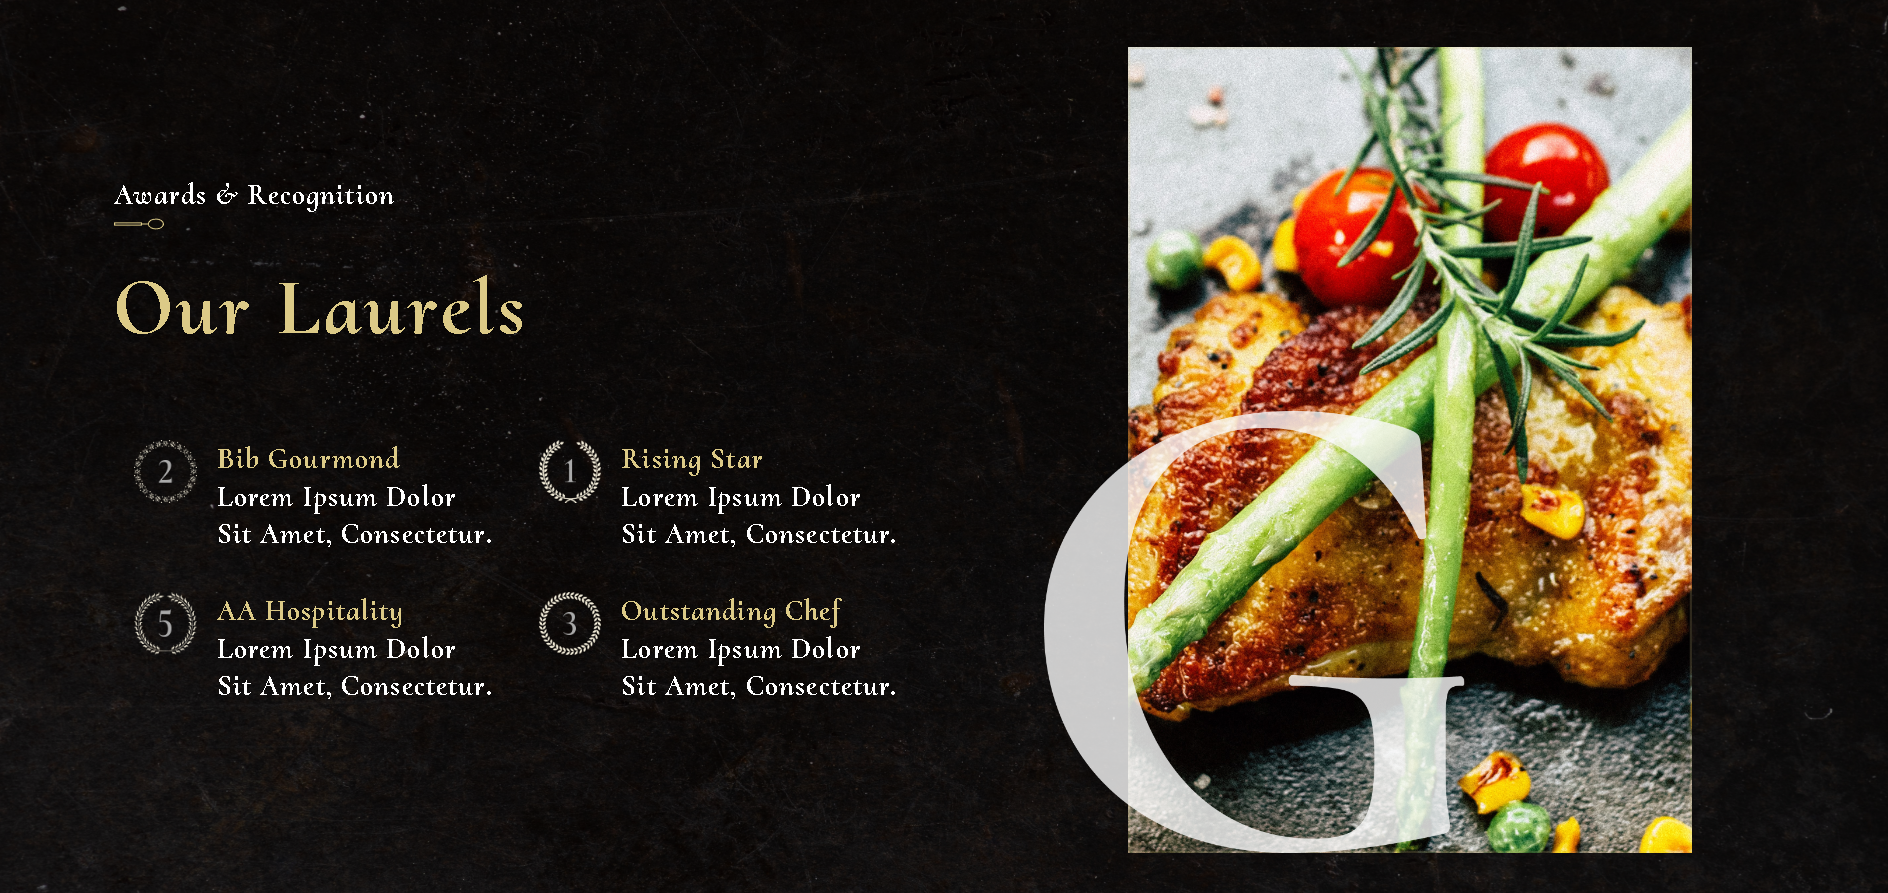 Awards & Recognition
Our Laurels
2
Bib Gourmond
Lorem Ipsum Dolor
Sit Amet, Consectetur.
1
Rising Star
Lorem Ipsum Dolor
Sit Amet, Consectetur.
5
AA Hospitality
Lorem Ipsum Dolor
Sit Amet, Consectetur.
3
Outstanding Chef
Lorem Ipsum Dolor
Sit Amet, Consectetur.
G